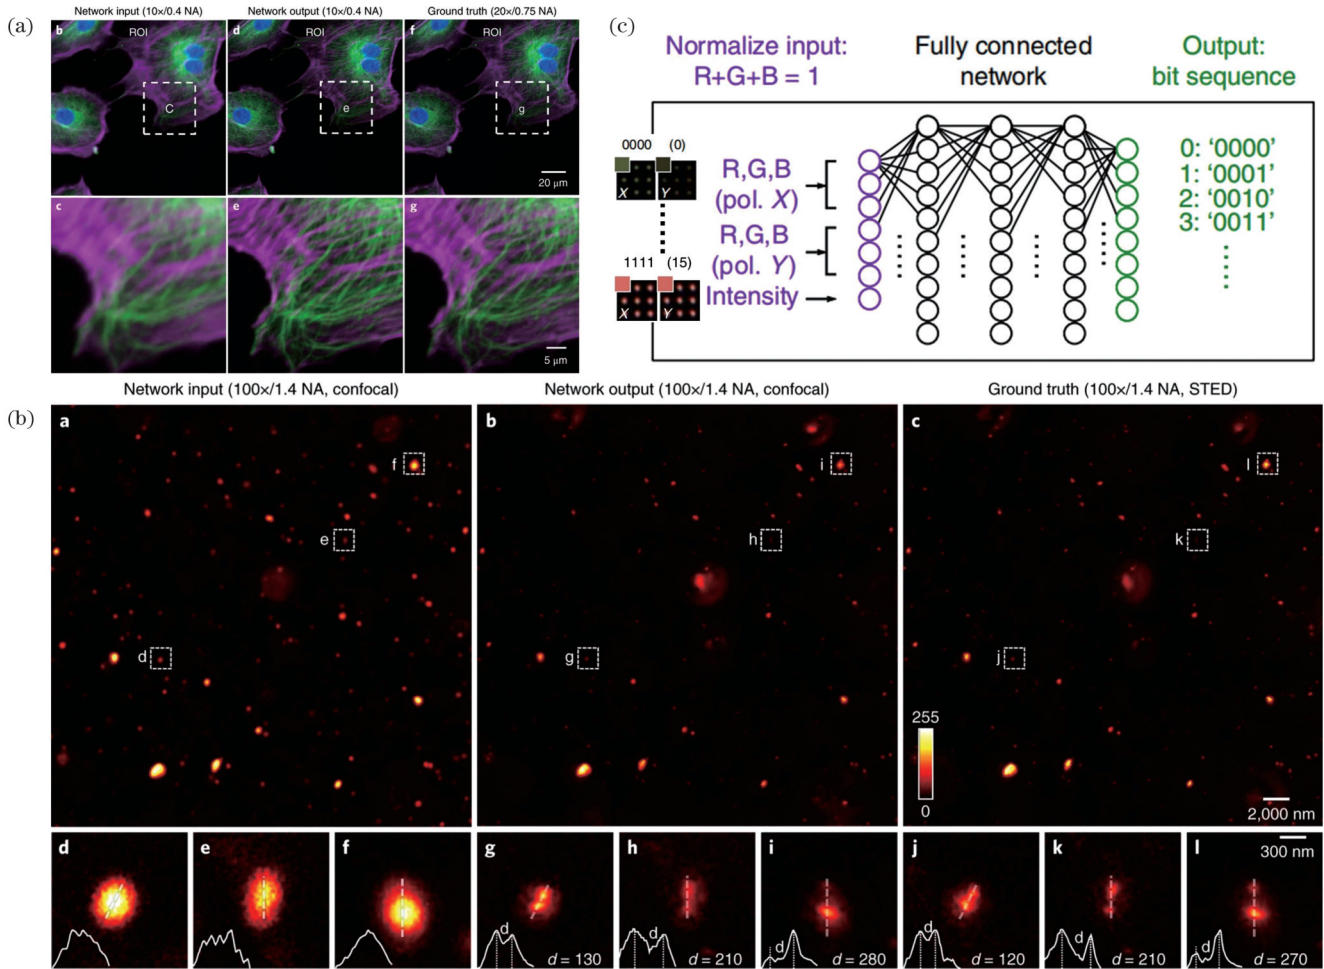 (a)
Network input (10×/0.4 NA)
Network output (10×/0.4 NA)
Ground truth (20×/0.75 NA)
b
ROI
d
ROI
f
ROI
C
e
g
20 μm
c
e
g
5 μm
(c)
Normalize input:
R+G+B = 1
Fully connected
network
Output:
bit sequence
0000 (0)
X Y
R,G,B
(pol. X)
R,G,B
(pol. Y)
1111 (15)
X Y
Intensity
0: '0000'
1: '0001'
2: '0010'
3: '0011'
(b)
Network input (100×/1.4 NA, confocal)
Network output (100×/1.4 NA, confocal)
Ground truth (100×/1.4 NA, STED)
a
f
e
d
b
i
h
g
c
l
k
j
255
0
2,000 nm
d
e
f
g
d
d = 130
h
d
d = 210
i
d
d = 280
j
d
d = 120
k
d
d = 210
l
300 nm
d
d = 270